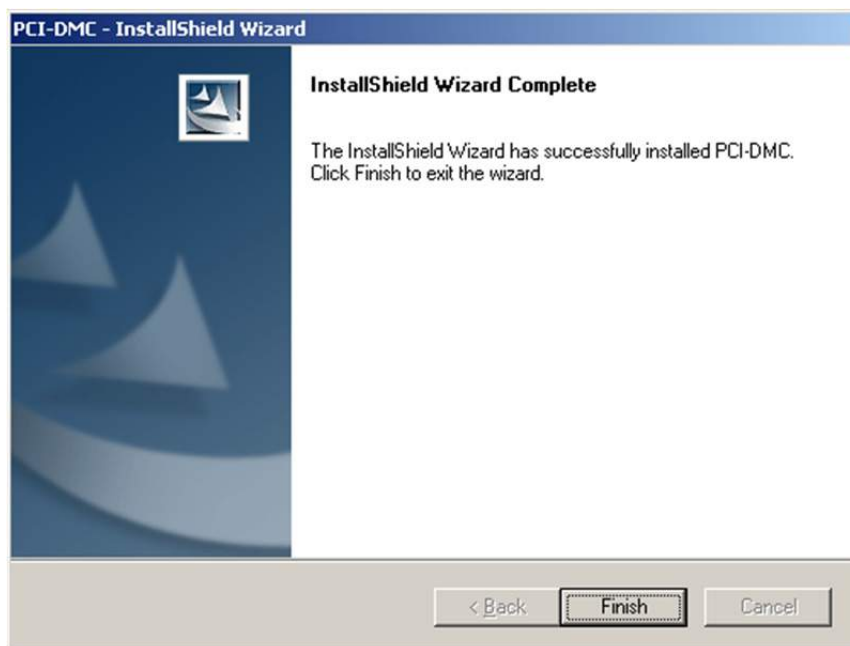 PCI-DMC - InstallShield Wizard
InstallShield Wizard Complete
The InstallShield Wizard has successfully installed PCI-DMC.
Click Finish to exit the wizard.
< Back
Finish
Cancel